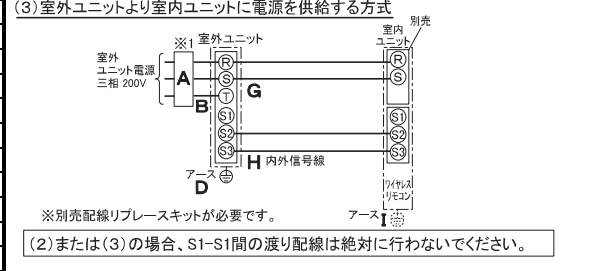 (3)室外ユニットより室内ユニットに電源を供給する方式
別売
※1 室外ユニット
室内
ユニット
室外
ユニット電源
三相 200V
A
B
R
S
T
S1
S2
S3
G
H 内外信号線
R
S
S1
S2
S3
アース
D
ワイヤレス
リモコン
※別売配線リプレースキットが必要です。
アース I
(2)または(3)の場合、S1-S1間の渡り配線は絶対に行わないでください。